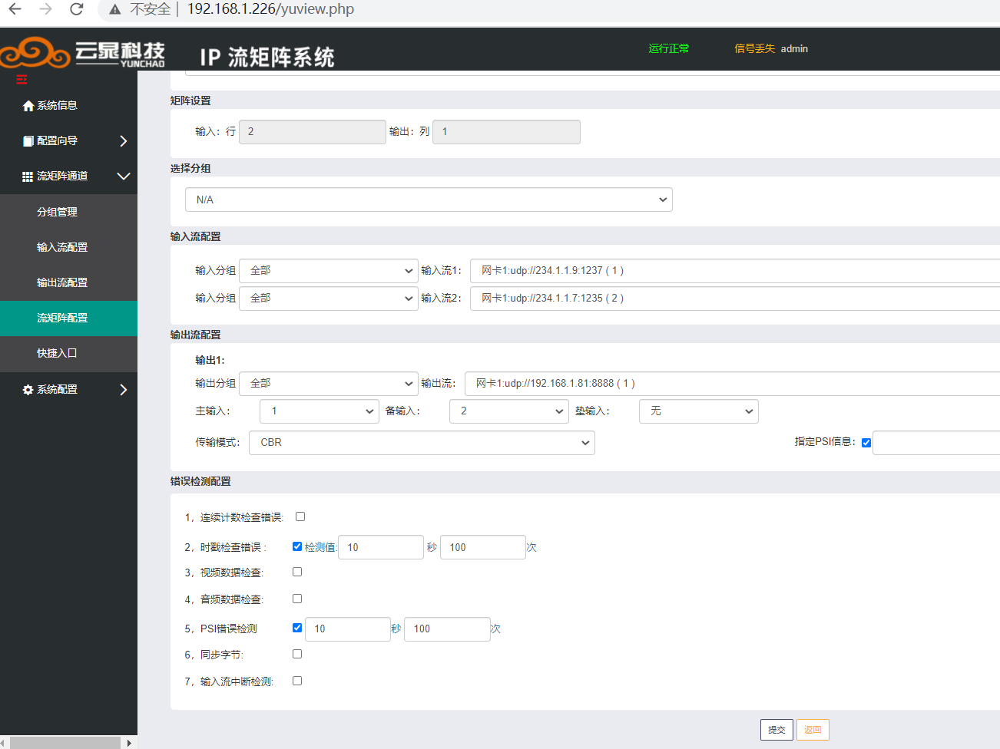 不安全 | 192.168.1.226/yuview.php
云晁科技
YUNCHAO
IP 流矩阵系统
运行正常 信号丢失 admin
系统信息
配置向导
流矩阵通道
分组管理
输入流配置
输出流配置
流矩阵配置
快捷入口
系统配置
矩阵设置
输入：行 2 输出：列 1
选择分组
N/A
输入流配置
输入分组 全部 输入流1： 网卡1:udp://234.1.1.9:1237 ( 1 )
输入分组 全部 输入流2： 网卡1:udp://234.1.1.7:1235 ( 2 )
输出流配置
输出1:
输出分组 全部 输出流： 网卡1:udp://192.168.1.81:8888 ( 1 )
主输入： 1 备输入： 2 垫输入： 无
传输模式： CBR 指定PSI信息：
错误检测配置
1，连续计数检查错误:
2，时戳检查错误 : 检测值: 10 秒 100 次
3，视频数据检查:
4，音频数据检查:
5，PSI错误检测 10 秒 100 次
6，同步字节:
7，输入流中断检测:
提交 返回